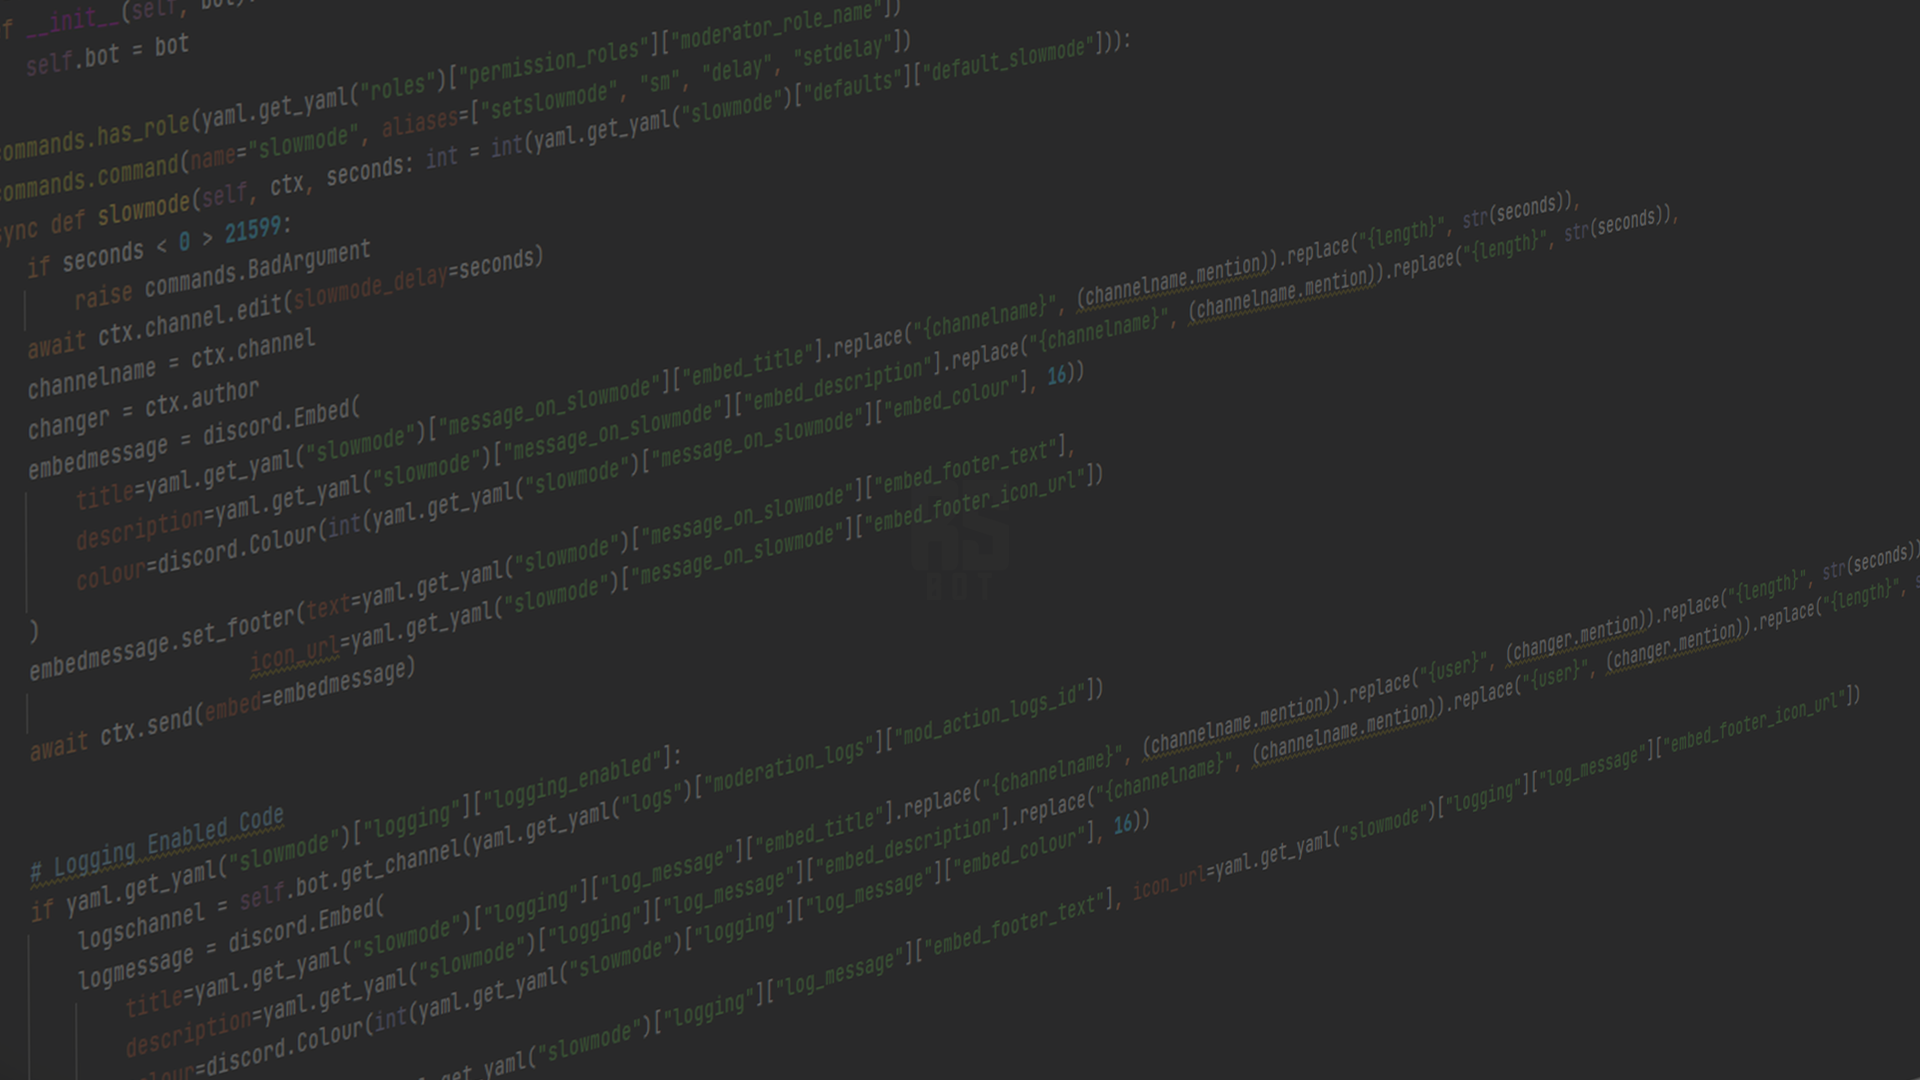 __init__(self, bot)
self.bot = bot
commands.has_role(yaml.get_yaml("roles")["permission_roles"]["moderator_role_name"])
commands.command(name="slowmode", aliases=["setslowmode", "sm", "delay", "setdelay"])
sync def slowmode(self, ctx, seconds: int = int(yaml.get_yaml("slowmode")["defaults"]["default_slowmode"])):
if seconds < 0 > 21599:
raise commands.BadArgument
await ctx.channel.edit(slowmode_delay=seconds)
channelname = ctx.channel
changer = ctx.author
embedmessage = discord.Embed(
title=yaml.get_yaml("slowmode")["message_on_slowmode"]["embed_title"].replace("{channelname}", (channelname.mention)).replace("{length}", str(seconds)),
description=yaml.get_yaml("slowmode")["message_on_slowmode"]["embed_description"].replace("{channelname}", (channelname.mention)).replace("{length}", str(seconds)),
colour=discord.Colour(int(yaml.get_yaml("slowmode")["message_on_slowmode"]["embed_colour"], 16))
)
embedmessage.set_footer(text=yaml.get_yaml("slowmode")["message_on_slowmode"]["embed_footer_text"],
icon_url=yaml.get_yaml("slowmode")["message_on_slowmode"]["embed_footer_icon_url"])
await ctx.send(embed=embedmessage)
# Logging Enabled Code
if yaml.get_yaml("slowmode")["logging"]["logging_enabled"]:
logschannel = self.bot.get_channel(yaml.get_yaml("logs")["moderation_logs"]["mod_action_logs_id"])
logmessage = discord.Embed(
title=yaml.get_yaml("slowmode")["logging"]["log_message"]["embed_title"].replace("{channelname}", (channelname.mention)).replace("{user}", (changer.mention)).replace("{length}", str(seconds))
description=yaml.get_yaml("slowmode")["logging"]["log_message"]["embed_description"].replace("{channelname}", (channelname.mention)).replace("{user}", (changer.mention)).replace("{length}", s
colour=discord.Colour(int(yaml.get_yaml("slowmode")["logging"]["log_message"]["embed_colour"], 16))
get_yaml("slowmode")["logging"]["log_message"]["embed_footer_text"], icon_url=yaml.get_yaml("slowmode")["logging"]["log_message"]["embed_footer_icon_url"])
RS
BOT